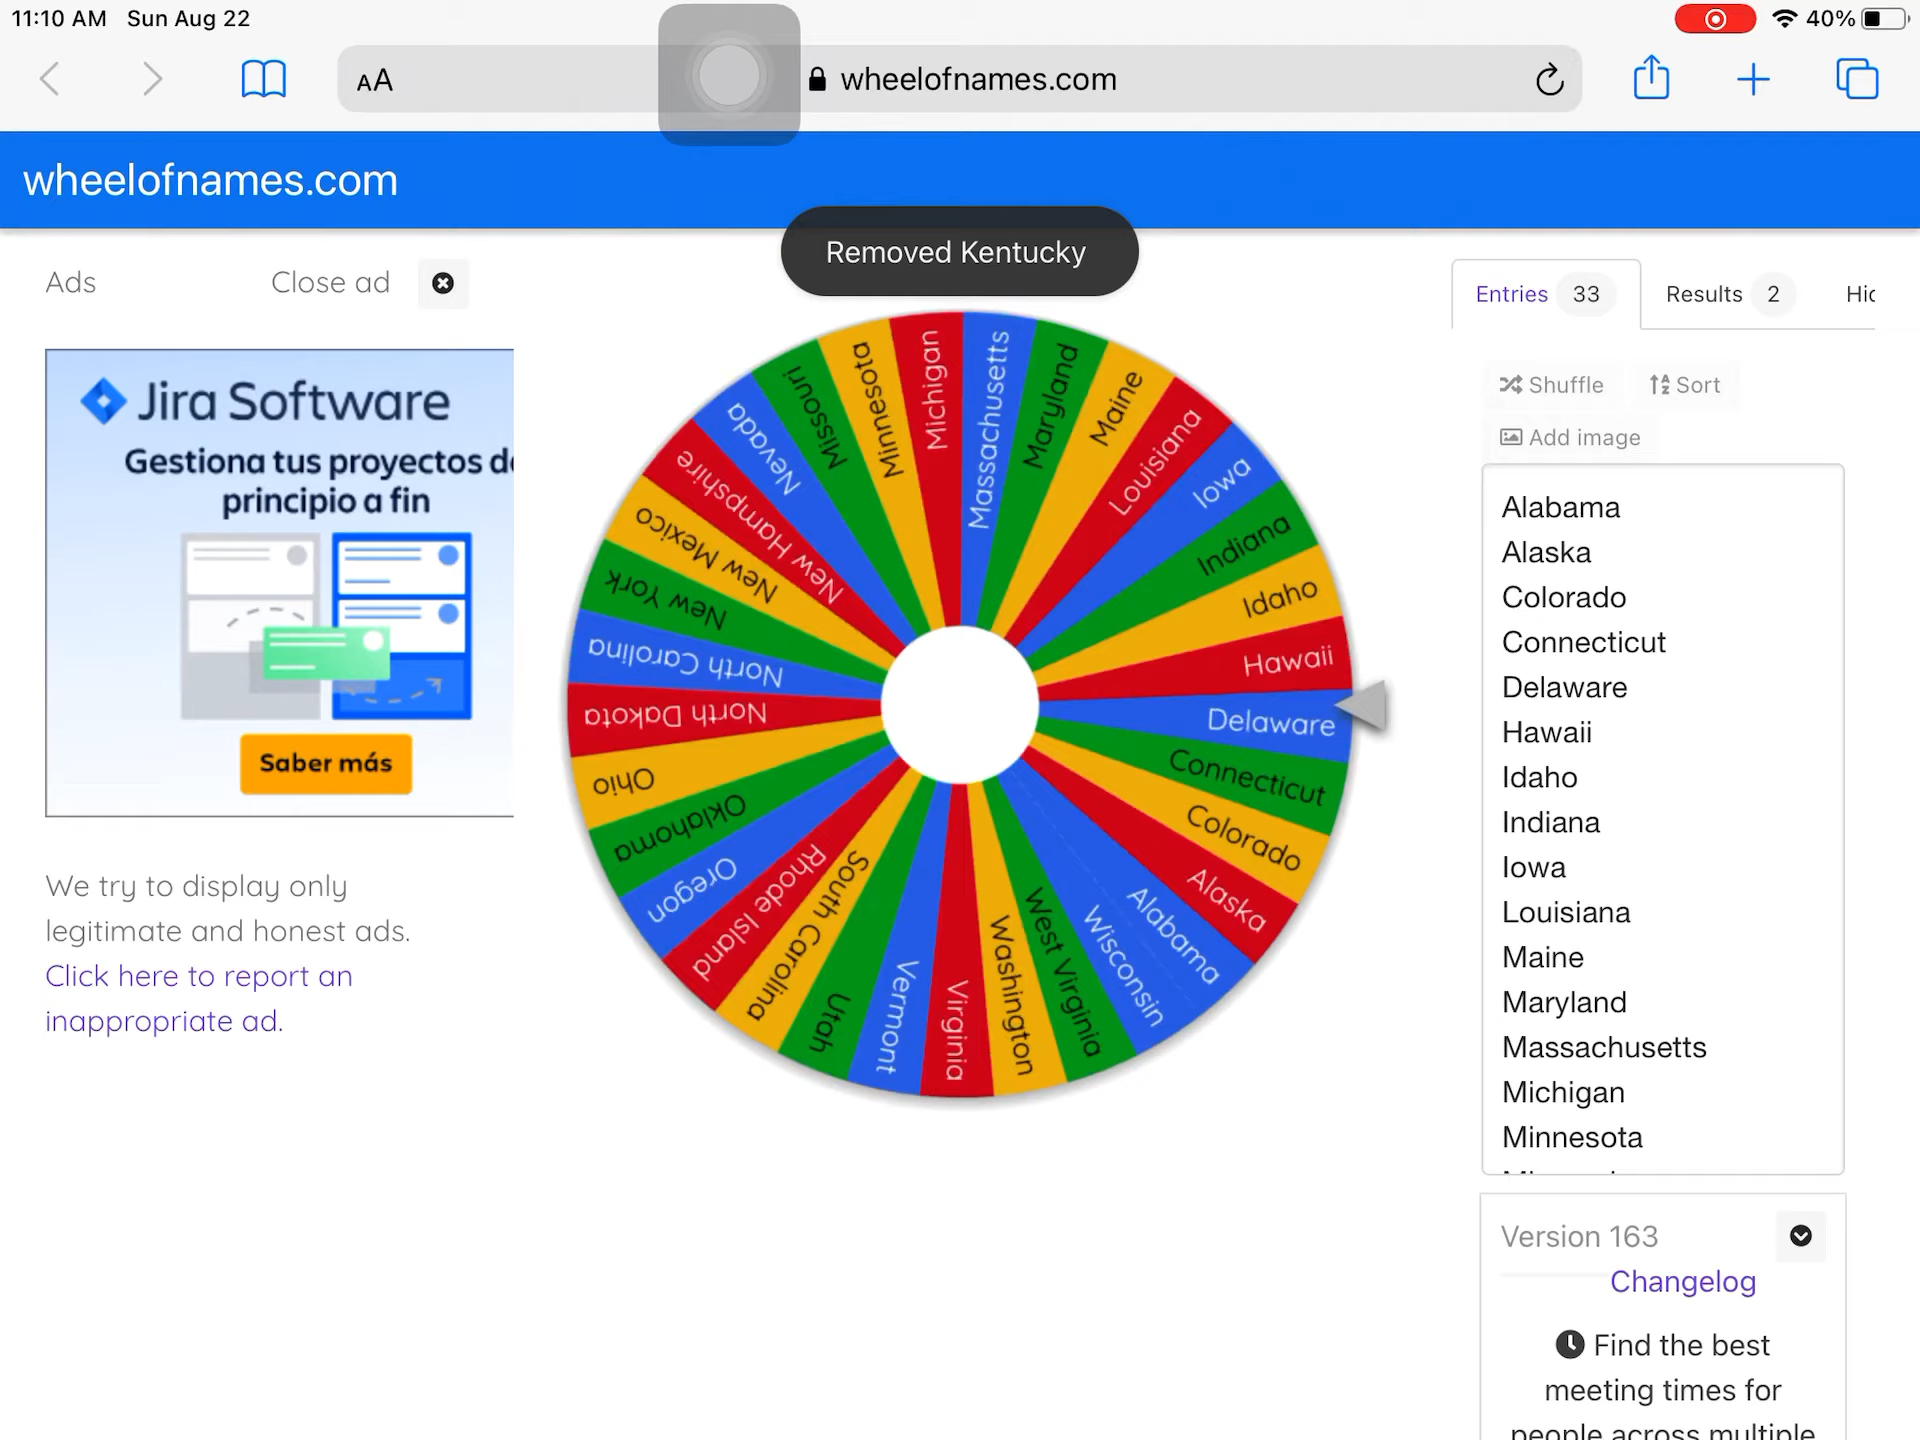 11:10 AM Sun Aug 22
40%
AA
wheelofnames.com
wheelofnames.com
Removed Kentucky
Ads
Close ad
Jira Software
Gestiona tus proyectos de
principio a fin
Saber más
We try to display only
legitimate and honest ads.
Click here to report an
inappropriate ad.
Massachusetts
Maryland
Maine
Louisiana
Iowa
Indiana
Idaho
Hawaii
Delaware
Connecticut
Colorado
Alaska
Alabama
Wisconsin
West Virginia
Washington
Virginia
Vermont
Utah
South Carolina
Rhode Island
Oregon
Oklahoma
Ohio
North Dakota
North Carolina
New York
New Mexico
New Hampshire
Nevada
Missouri
Minnesota
Michigan
Entries 33
Results 2
Hid
Shuffle
Sort
Add image
Alabama
Alaska
Colorado
Connecticut
Delaware
Hawaii
Idaho
Indiana
Iowa
Louisiana
Maine
Maryland
Massachusetts
Michigan
Minnesota
Version 163
Changelog
Find the best
meeting times for
people across multiple